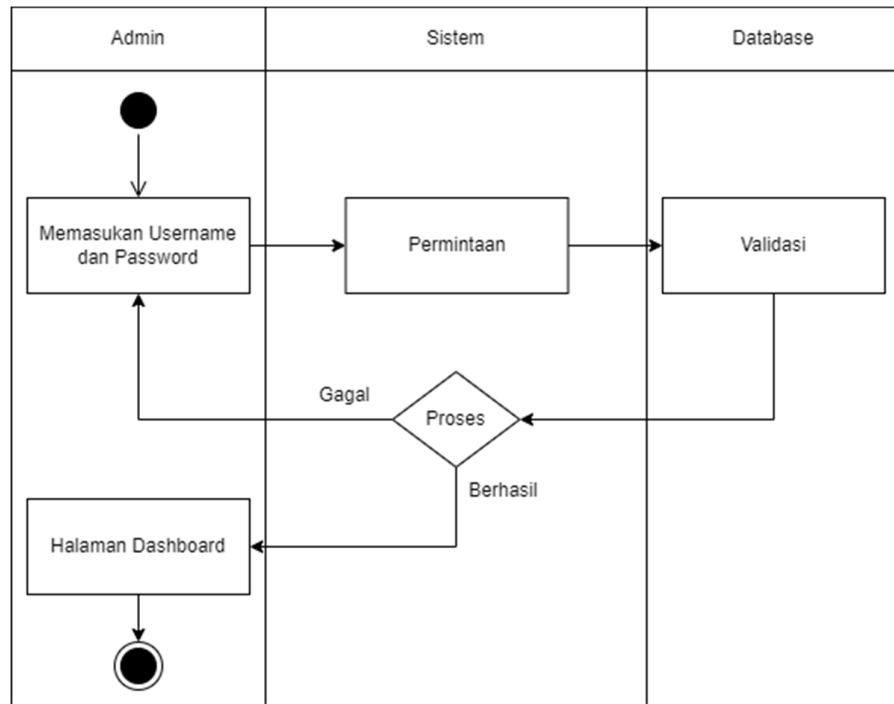 Admin
Sistem
Database
Memasukan Username
dan Password
Permintaan
Validasi
Gagal
Proses
Berhasil
Halaman Dashboard